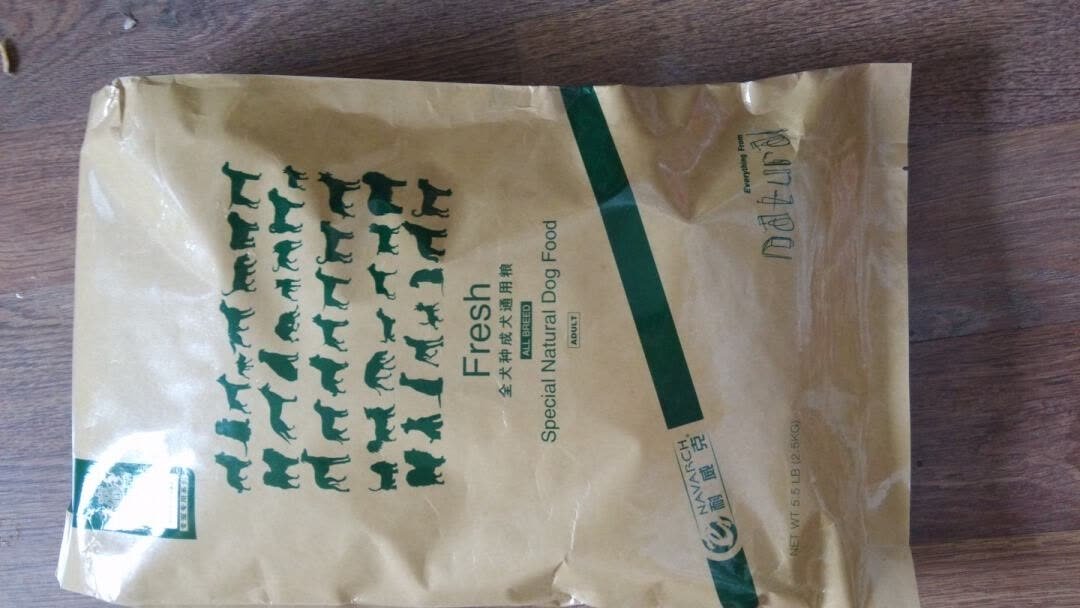 Fresh
全犬种成犬通用粮
ALL BREED
Special Natural Dog Food
ADULT
NAVARCH®
耐威克
Everything From
natural
NET WT 5.5 LB (2.5KG)